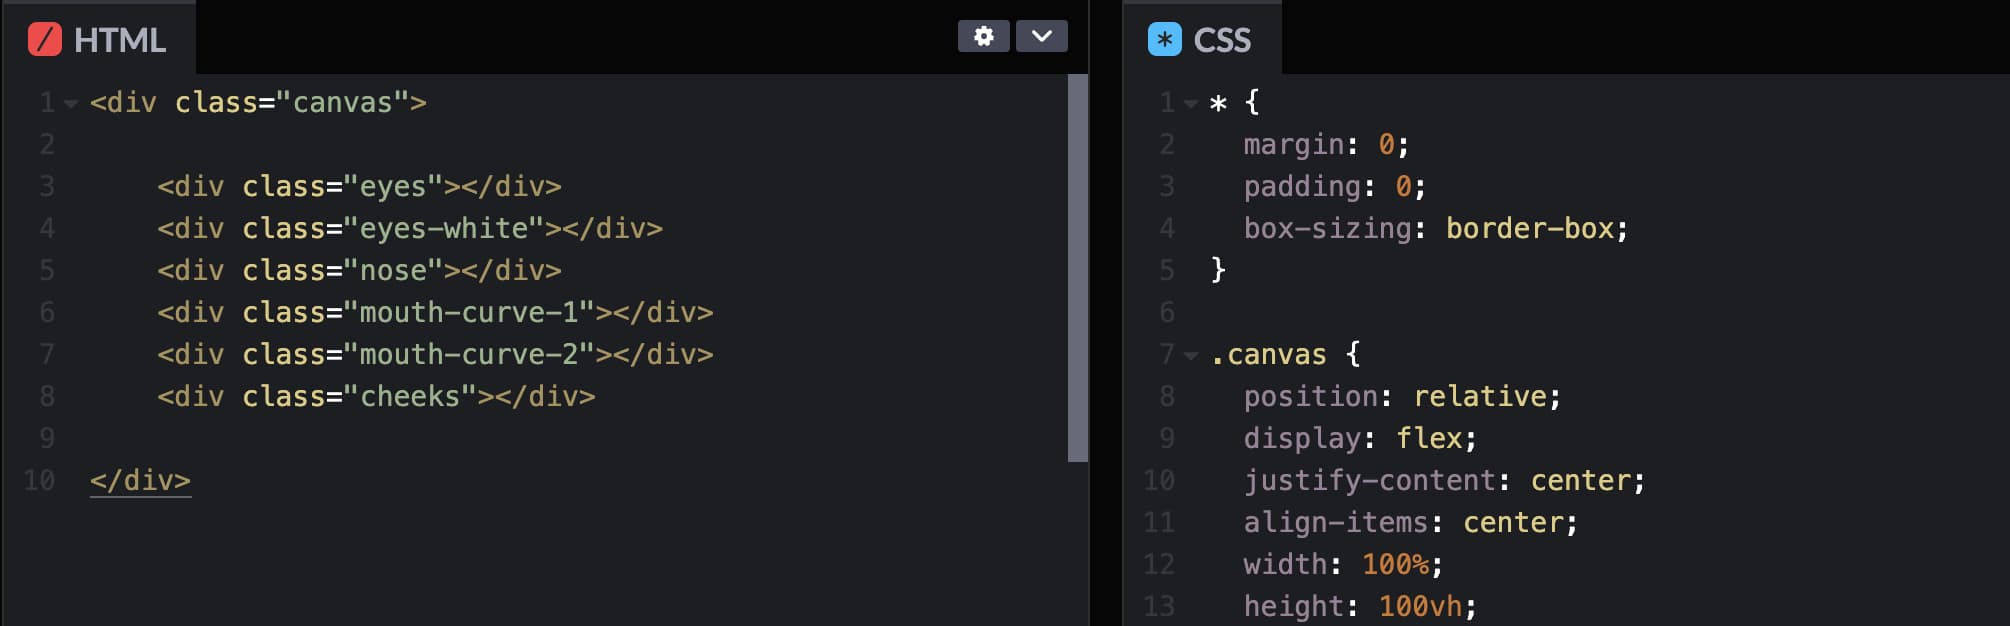 HTML
1 <div class="canvas">
2
3 <div class="eyes"></div>
4 <div class="eyes-white"></div>
5 <div class="nose"></div>
6 <div class="mouth-curve-1"></div>
7 <div class="mouth-curve-2"></div>
8 <div class="cheeks"></div>
9
10 </div>
* CSS
1 * {
2 margin: 0;
3 padding: 0;
4 box-sizing: border-box;
5 }
6
7 .canvas {
8 position: relative;
9 display: flex;
10 justify-content: center;
11 align-items: center;
12 width: 100%;
13 height: 100vh;